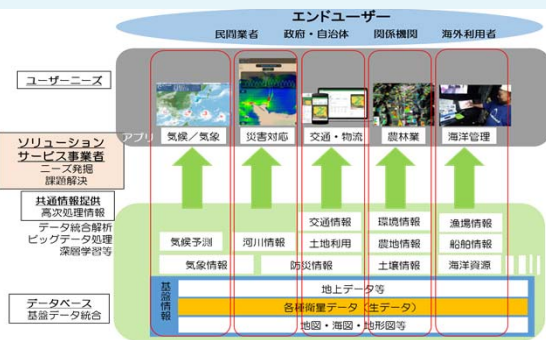 エンドユーザー
民間業者 政府・自治体 関係機関 海外利用者
ユーザーニーズ
アプリ 気候/気象 災害対応 交通・物流 農林業 海洋管理
ソリューション
サービス事業者
ニーズ発掘
課題解決
共通情報提供
高次処理情報
データ統合解析
ビッグデータ処理
深層学習等
交通情報 環境情報 漁場情報
気候予測 河川情報 土地利用 農地情報 船舶情報
気象情報 防災情報 土壌情報 海洋資源
データベース
基盤データ統合
基盤情報
地上データ等
各種衛星データ(生データ)
地図・海図・地形図等